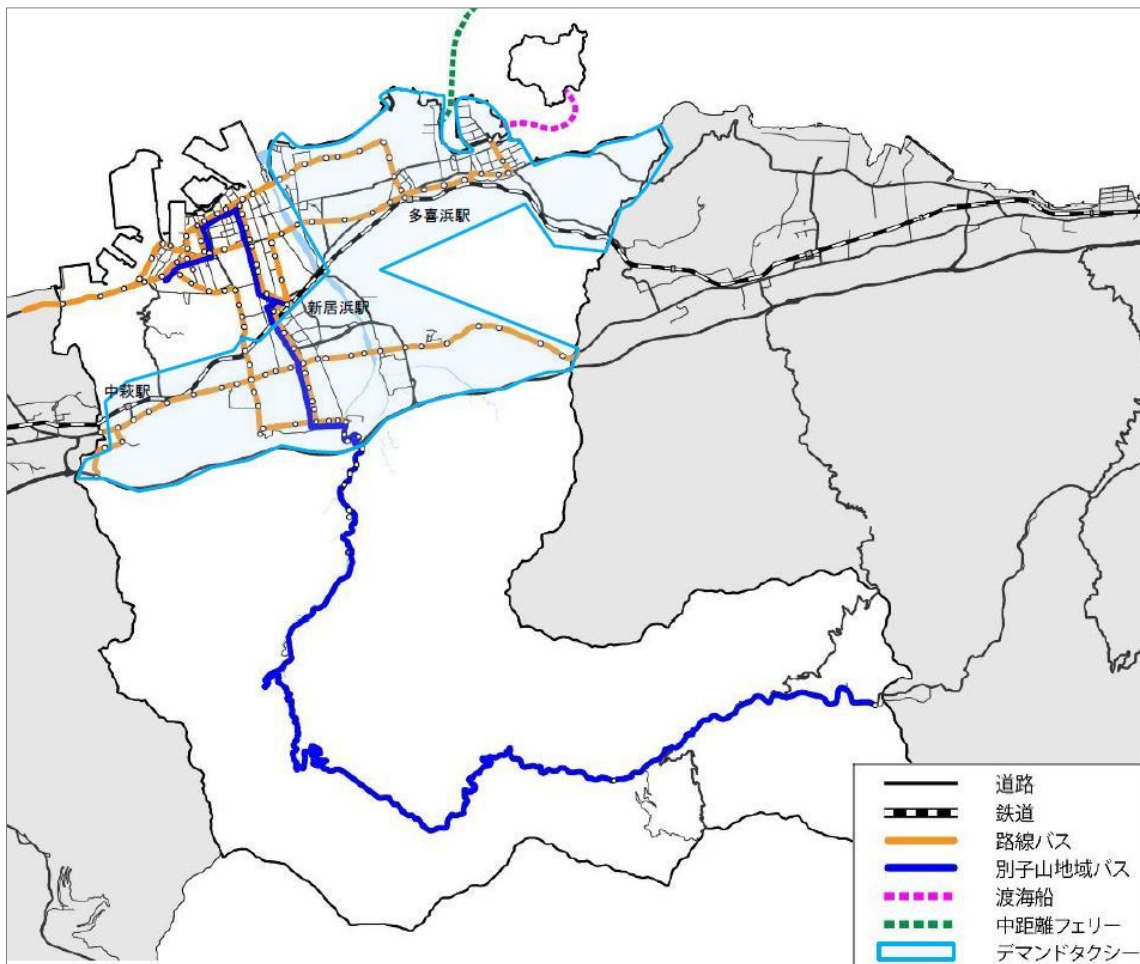 多喜浜駅
新居浜駅
中萩駅
道路
鉄道
路線バス
別子山地域バス
渡海船
中距離フェリー
デマンドタクシー